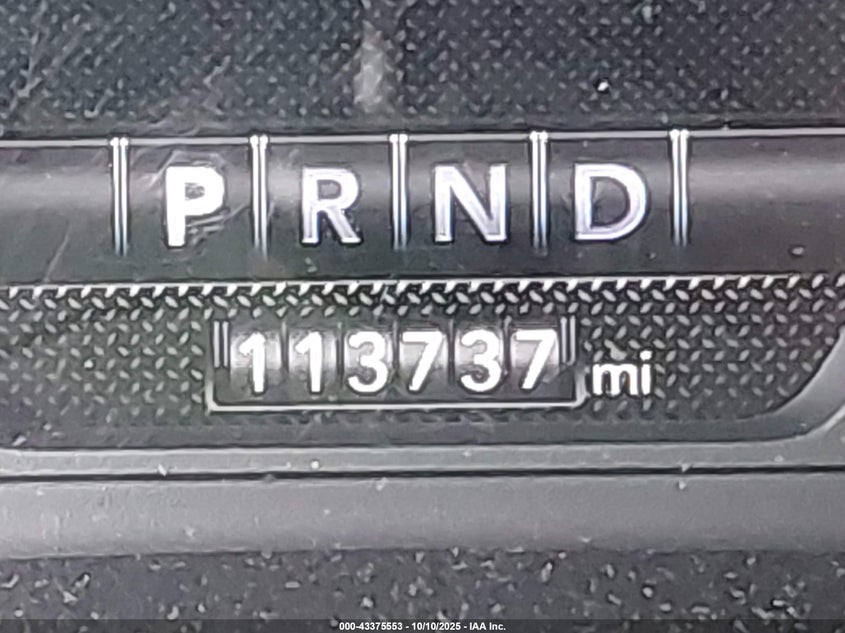 P R N D
113737 mi
000-43375553 - 10/10/2025 - IAA Inc.